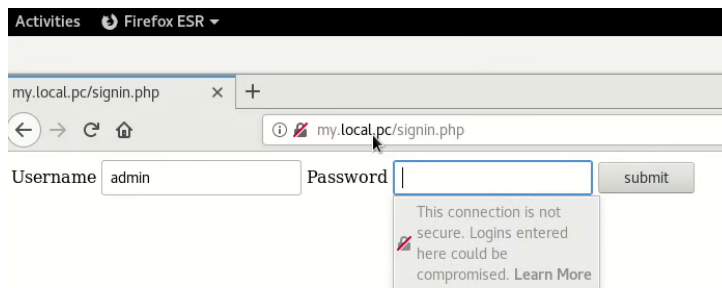 Activities Firefox ESR
my.local.pc/signin.php
my.local.pc/signin.php
Username admin Password submit
This connection is not
secure. Logins entered
here could be
compromised. Learn More